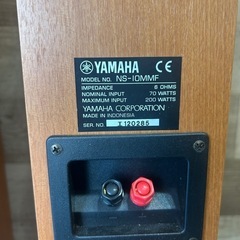 YAMAHA CE
MODEL NO. NS-10MMF
IMPEDANCE 6 OHMS
NOMINAL INPUT 70 WATTS
MAXIMUM INPUT 200 WATTS
YAMAHA CORPORATION
MADE IN INDONESIA
SER. NO X120285